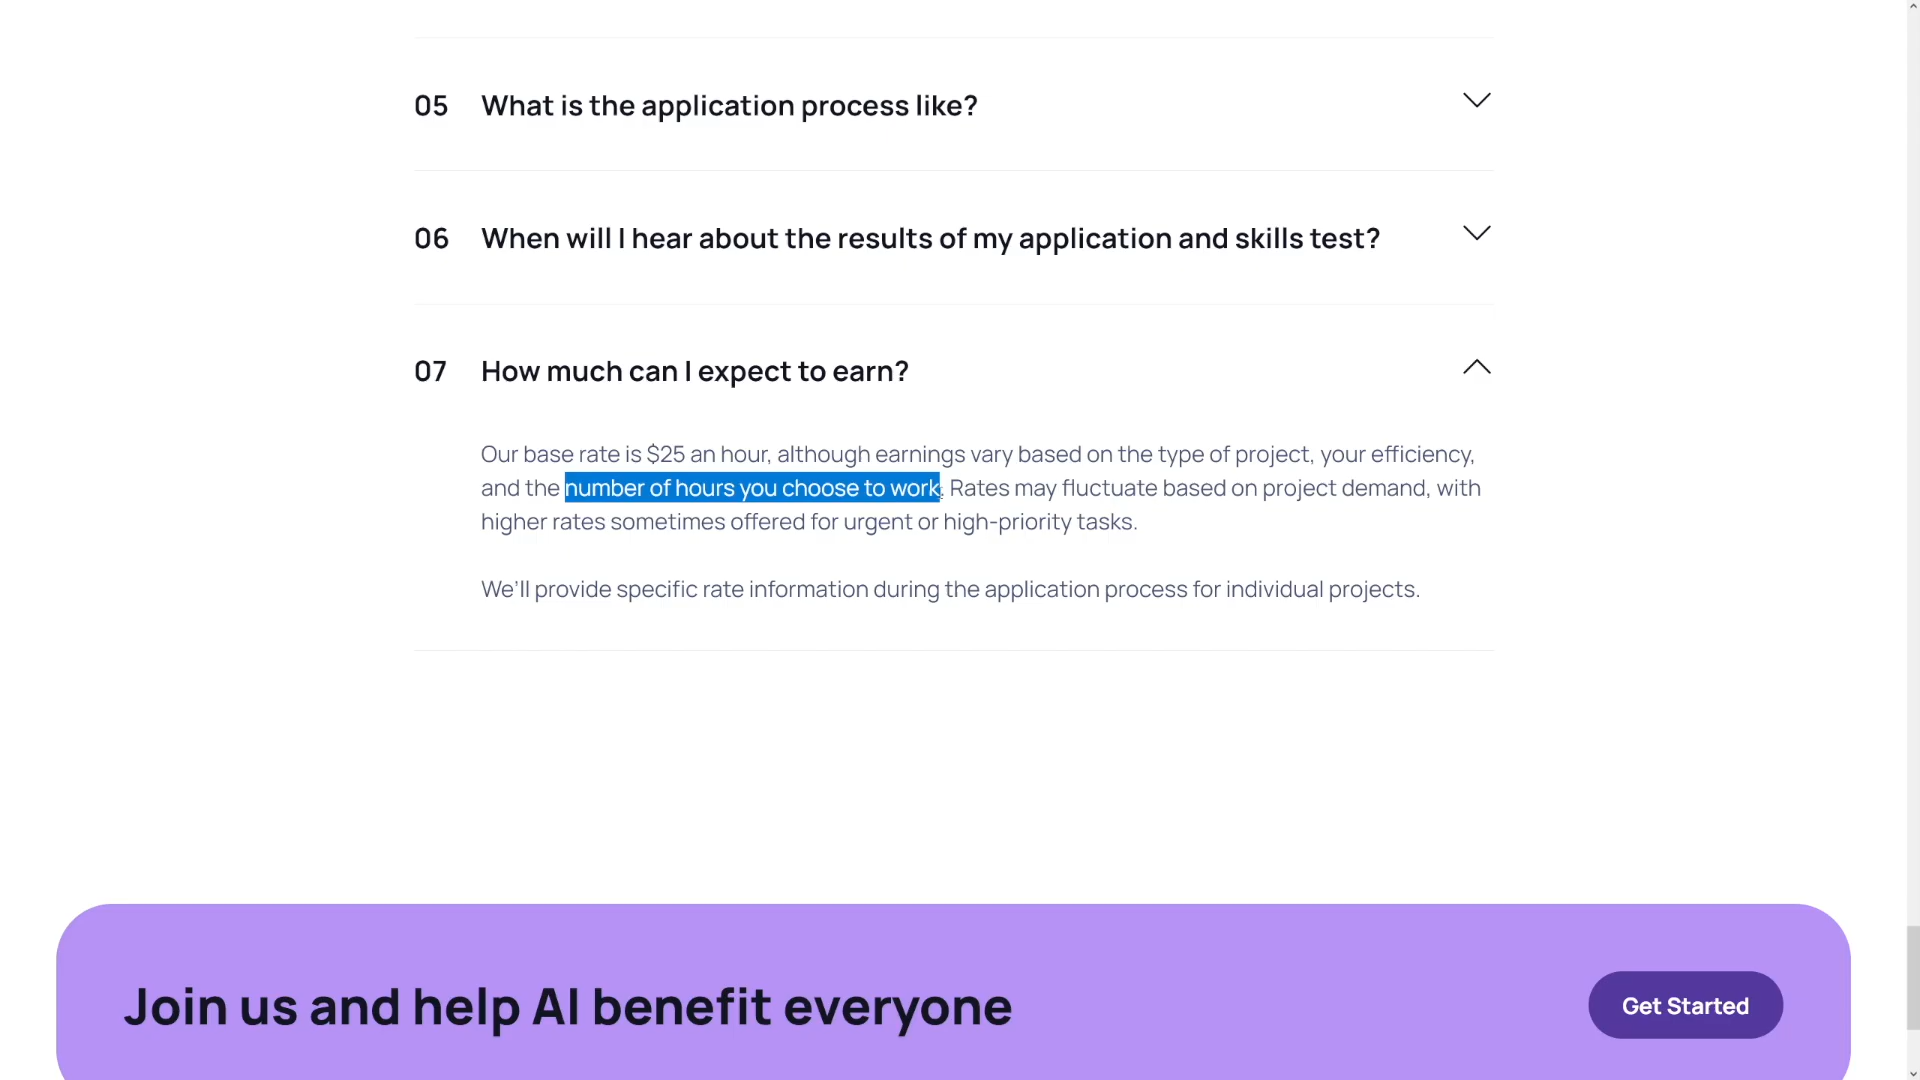 05 What is the application process like?
06 When will I hear about the results of my application and skills test?
07 How much can I expect to earn?
Our base rate is $25 an hour, although earnings vary based on the type of project, your efficiency,
and the number of hours you choose to work. Rates may fluctuate based on project demand, with
higher rates sometimes offered for urgent or high-priority tasks.
We’ll provide specific rate information during the application process for individual projects.
Join us and help AI benefit everyone
Get Started